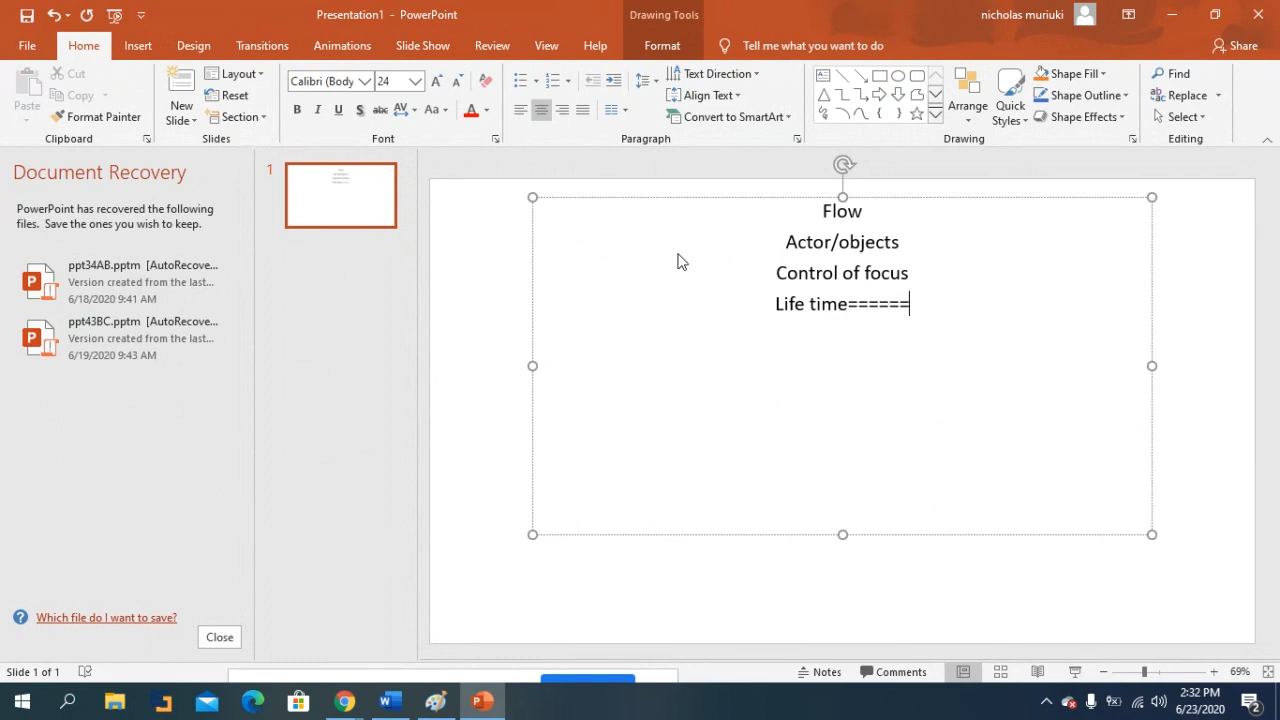 Presentation1 - PowerPoint
Drawing Tools
nicholas muriuki
File
Home
Insert
Design
Transitions
Animations
Slide Show
Review
View
Help
Format
Tell me what you want to do
Share
Paste
Cut
Copy
Format Painter
Clipboard
New Slide
Layout
Reset
Section
Slides
Calibri (Body
24
Font
Text Direction
Align Text
Convert to SmartArt
Paragraph
Arrange
Quick Styles
Shape Fill
Shape Outline
Shape Effects
Drawing
Find
Replace
Select
Editing
Document Recovery
PowerPoint has recovered the following
files. Save the ones you wish to keep.
ppt34AB.pptm [AutoRecove...
Version created from the last...
6/18/2020 9:41 AM
ppt43BC.pptm [AutoRecove...
Version created from the last...
6/19/2020 9:43 AM
Which file do I want to save?
Close
1
Flow
Actor/objects
Control of focus
Life time======
Slide 1 of 1
Notes
Comments
69%
2:32 PM
6/23/2020
2